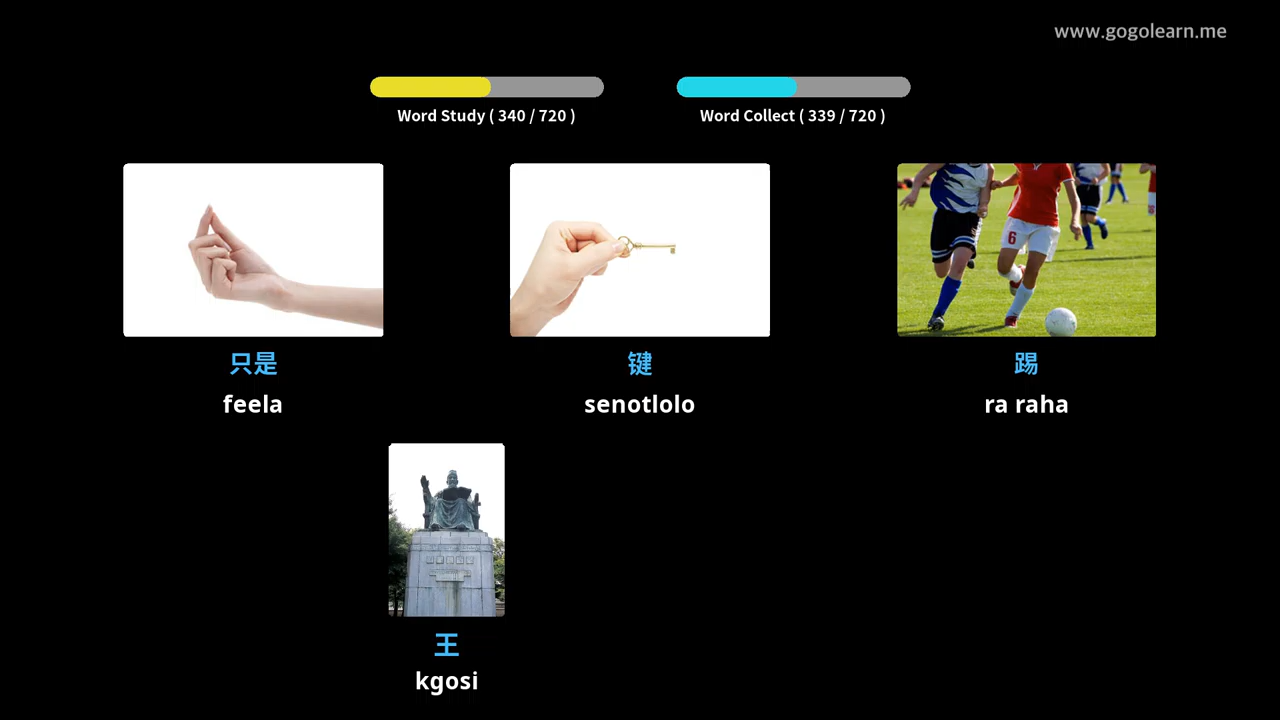 www.gogolearn.me
Word Study ( 340 / 720 )
Word Collect ( 339 / 720 )
只是
feela
键
senotlolo
踢
ra raha
王
kgosi